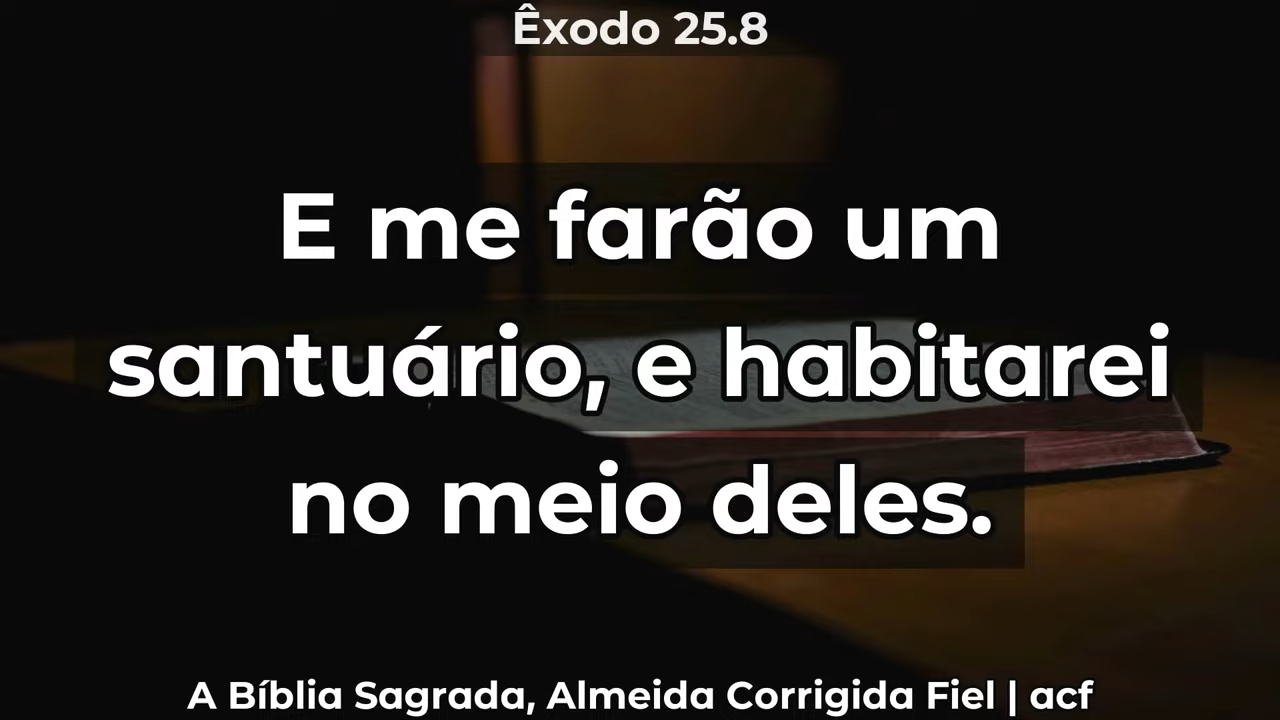 Êxodo 25.8
E me farão um
santuário, e habitarei
no meio deles.
A Bíblia Sagrada, Almeida Corrigida Fiel | acf